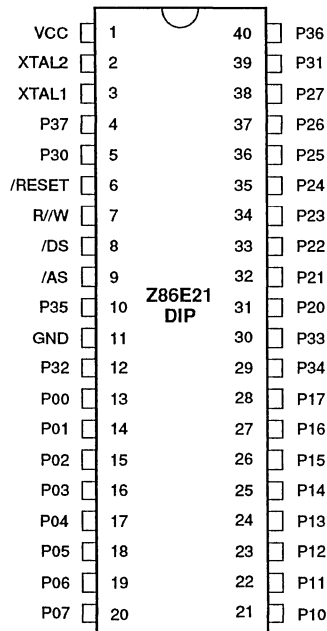 VCC 1 40 P36
XTAL2 2 39 P31
XTAL1 3 38 P27
P37 4 37 P26
P30 5 36 P25
/RESET 6 35 P24
R//W 7 34 P23
/DS 8 33 P22
/AS 9 32 P21
Z86E21
P35 10 31 P20
DIP
GND 11 30 P33
P32 12 29 P34
P00 13 28 P17
P01 14 27 P16
P02 15 26 P15
P03 16 25 P14
P04 17 24 P13
P05 18 23 P12
P06 19 22 P11
P07 20 21 P10